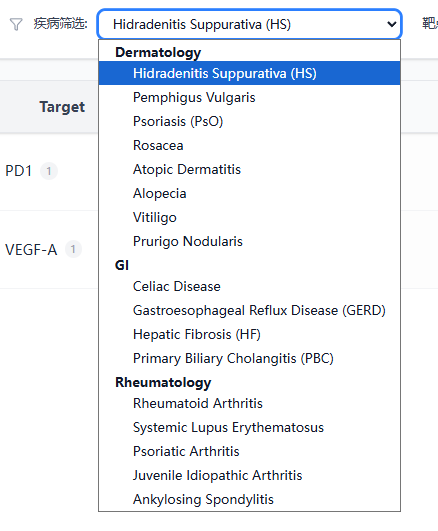 疾病筛选: Hidradenitis Suppurativa (HS)
Dermatology
Hidradenitis Suppurativa (HS)
Target
Pemphigus Vulgaris
Psoriasis (PsO)
Rosacea
PD1 1
Atopic Dermatitis
Alopecia
Vitiligo
Prurigo Nodularis
VEGF-A 1
GI
Celiac Disease
Gastroesophageal Reflux Disease (GERD)
Hepatic Fibrosis (HF)
Primary Biliary Cholangitis (PBC)
Rheumatology
Rheumatoid Arthritis
Systemic Lupus Erythematosus
Psoriatic Arthritis
Juvenile Idiopathic Arthritis
Ankylosing Spondylitis